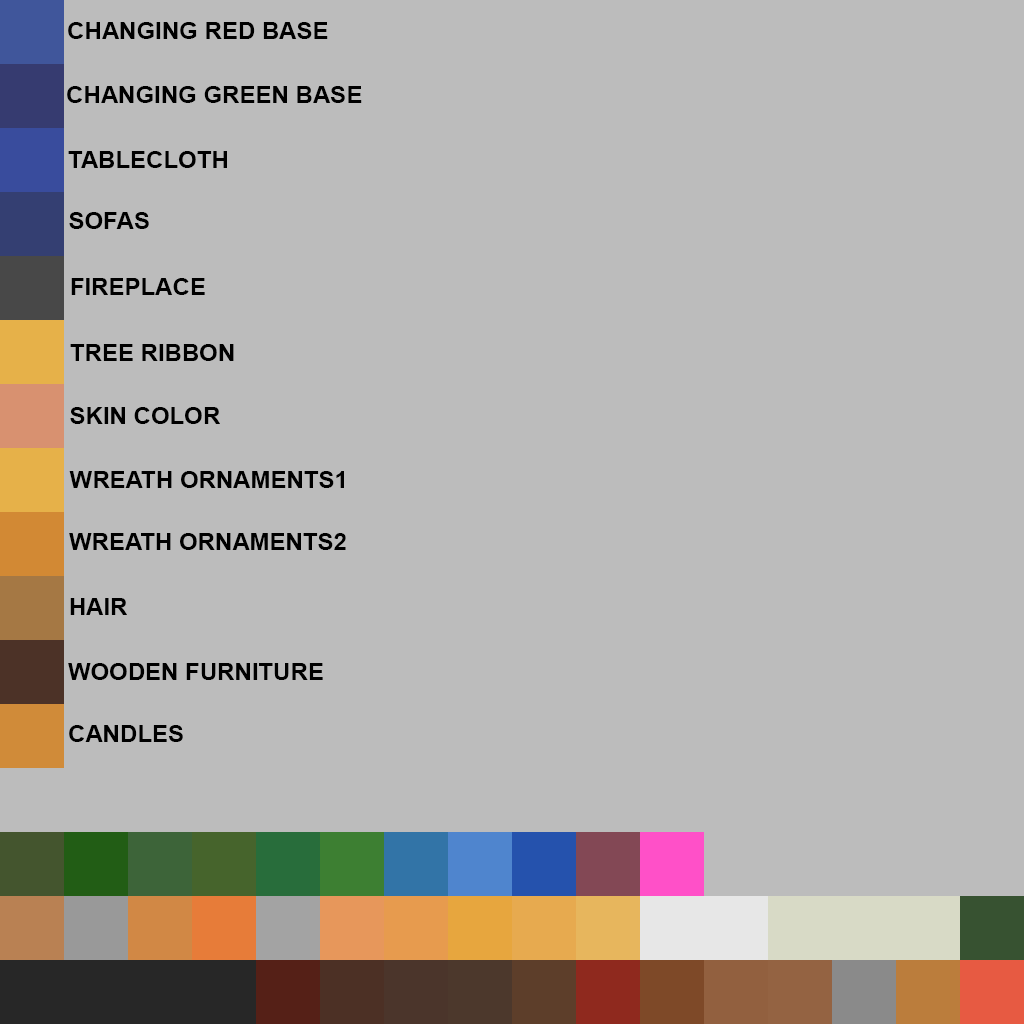 CHANGING RED BASE
CHANGING GREEN BASE
TABLECLOTH
SOFAS
FIREPLACE
TREE RIBBON
SKIN COLOR
WREATH ORNAMENTS1
WREATH ORNAMENTS2
HAIR
WOODEN FURNITURE
CANDLES